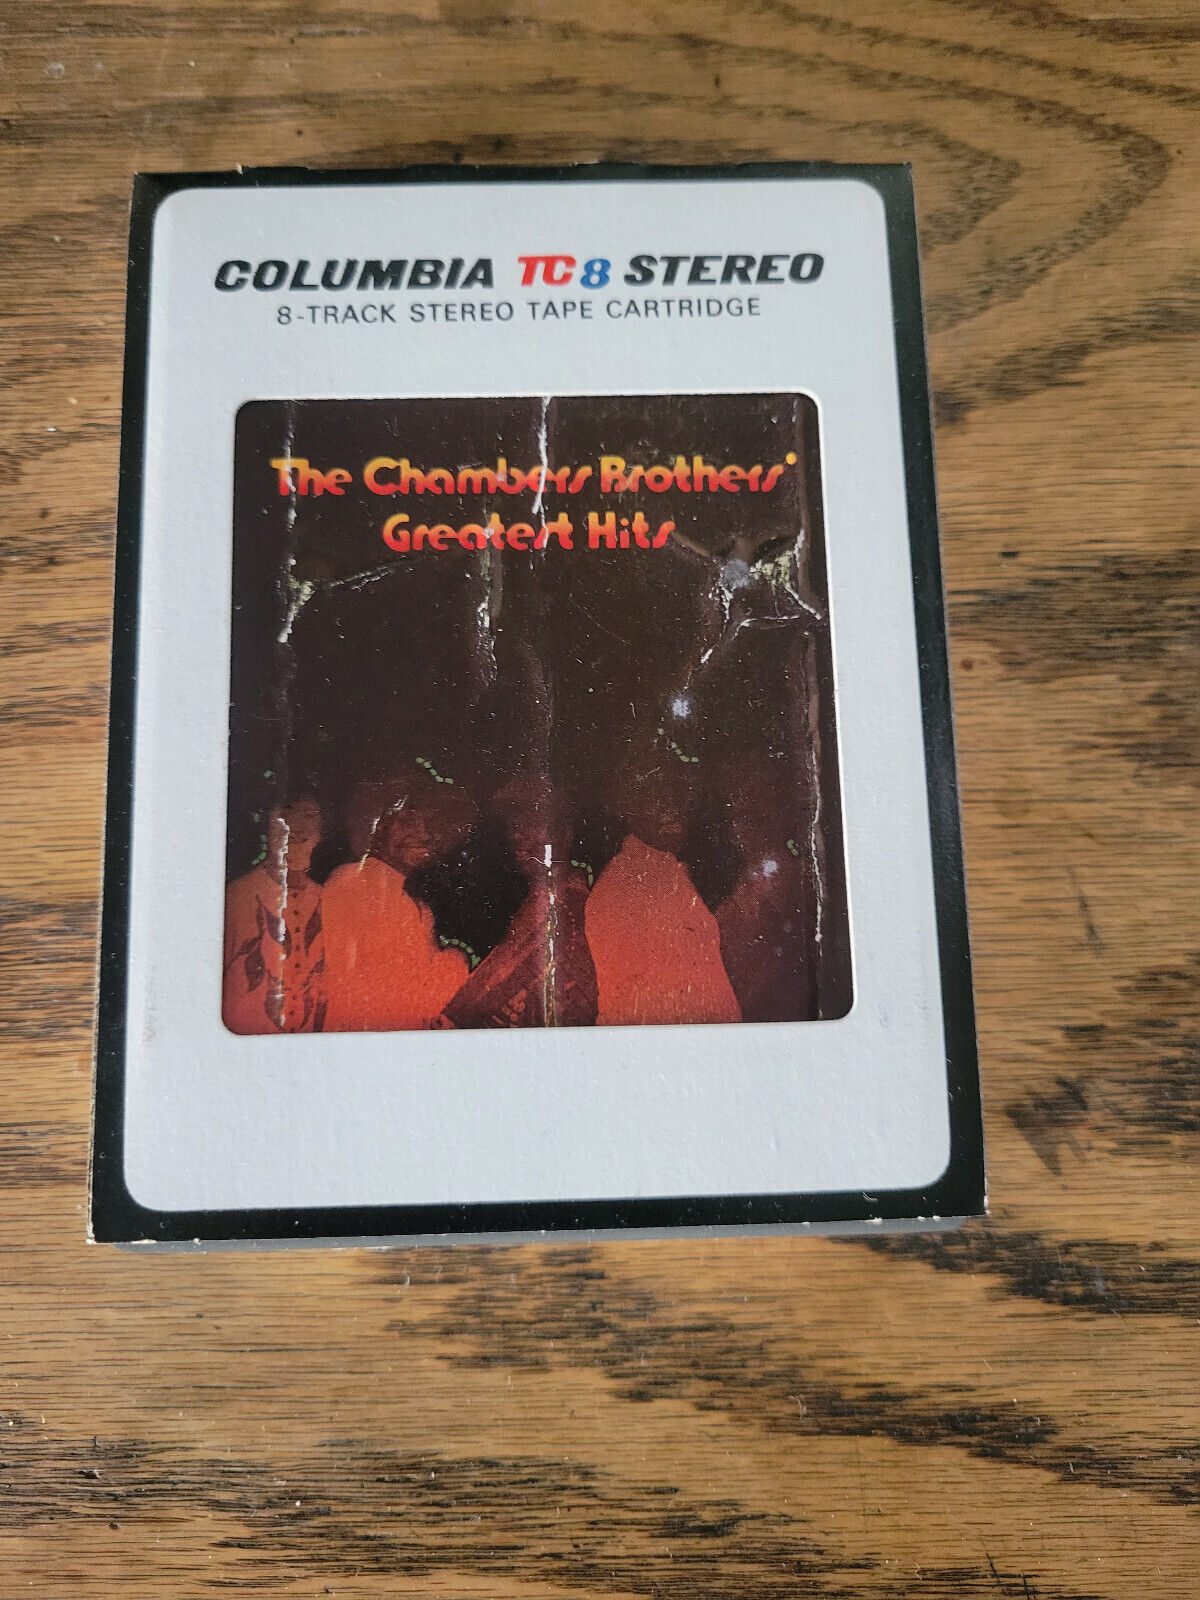 COLUMBIA TC8 STEREO
8-TRACK STEREO TAPE CARTRIDGE
The Chambers Brothers'
Greatest Hits